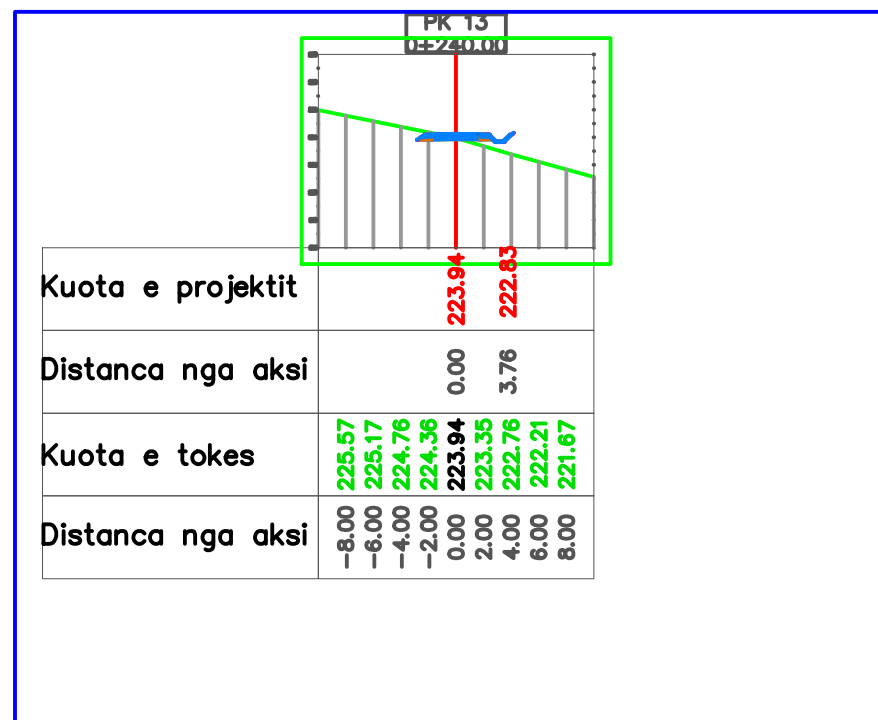 PK 13
0+240.00
Kuota e projektit 223.94 222.83
Distanca nga aksi 0.00 3.76
Kuota e tokes 225.57 225.17 224.76 224.36 223.94 223.35 222.76 222.21 221.67
Distanca nga aksi -8.00 -6.00 -4.00 -2.00 0.00 2.00 4.00 6.00 8.00